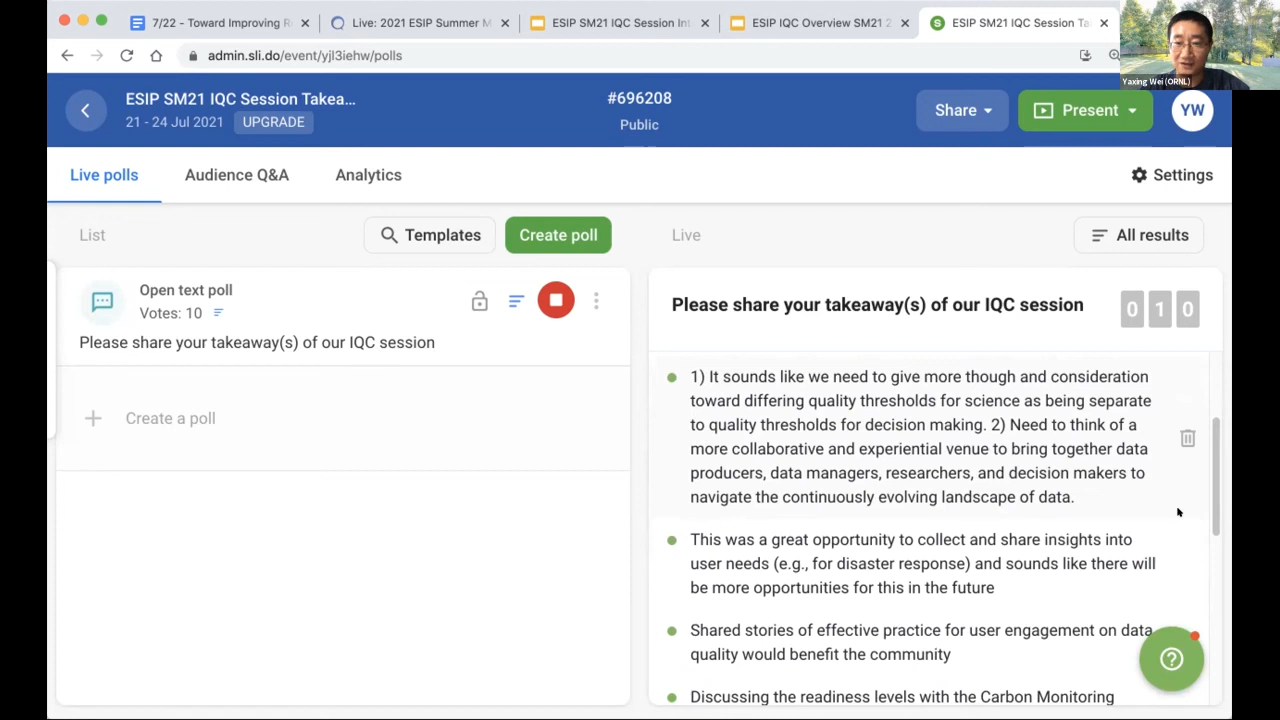 7/22 - Toward Improving R
Live: 2021 ESIP Summer M
ESIP SM21 IQC Session Int
ESIP IQC Overview SM21 2
ESIP SM21 IQC Session Ta
admin.sli.do/event/yjl3iehw/polls
Yaxing Wei (ORNL)
ESIP SM21 IQC Session Takea...
21 - 24 Jul 2021 UPGRADE
#696208
Public
Share
Present
YW
Live polls Audience Q&A Analytics
Settings
List
Templates
Create poll
Live
All results
Open text poll
Votes: 10
Please share your takeaway(s) of our IQC session
Create a poll
Please share your takeaway(s) of our IQC session
0 1 0
1) It sounds like we need to give more though and consideration
toward differing quality thresholds for science as being separate
to quality thresholds for decision making. 2) Need to think of a
more collaborative and experiential venue to bring together data
producers, data managers, researchers, and decision makers to
navigate the continuously evolving landscape of data.
This was a great opportunity to collect and share insights into
user needs (e.g., for disaster response) and sounds like there will
be more opportunities for this in the future
Shared stories of effective practice for user engagement on data
quality would benefit the community
Discussing the readiness levels with the Carbon Monitoring